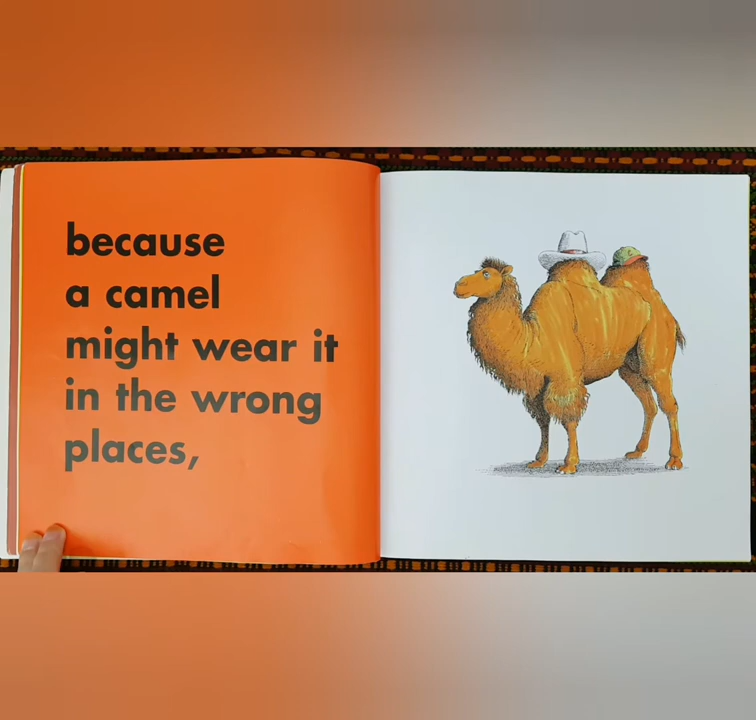 because
a camel
might wear it
in the wrong
places,